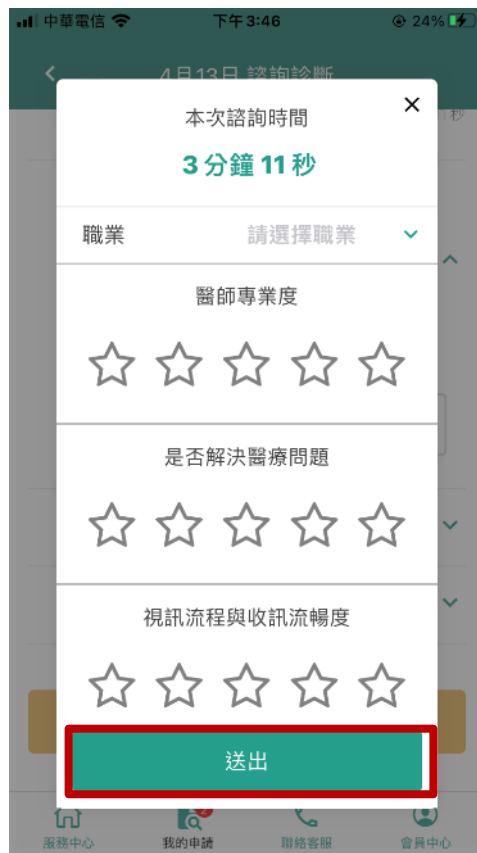 中華電信 下午3:46 24%
4月13日 諮詢診斷
本次諮詢時間
秒
3 分鐘 11 秒
職業 請選擇職業
醫師專業度
是否解決醫療問題
視訊流程與收訊流暢度
送出
2
服務中心 我的申請 聯絡客服 會員中心